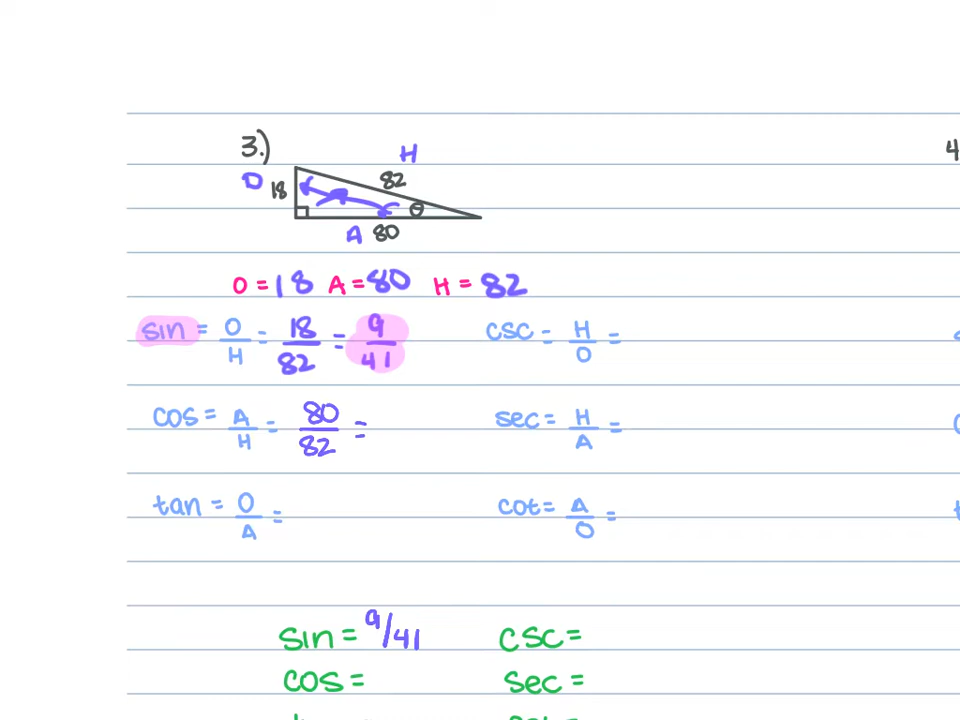 3.)
4
H
O 18 82
θ
A 80
O = 18 A = 80 H = 82
sin = O/H = 18/82 = 9/41 csc = H/O =
cos = A/H = 80/82 = sec = H/A =
tan = O/A = cot = A/O =
sin = 9/41 csc =
cos = sec =